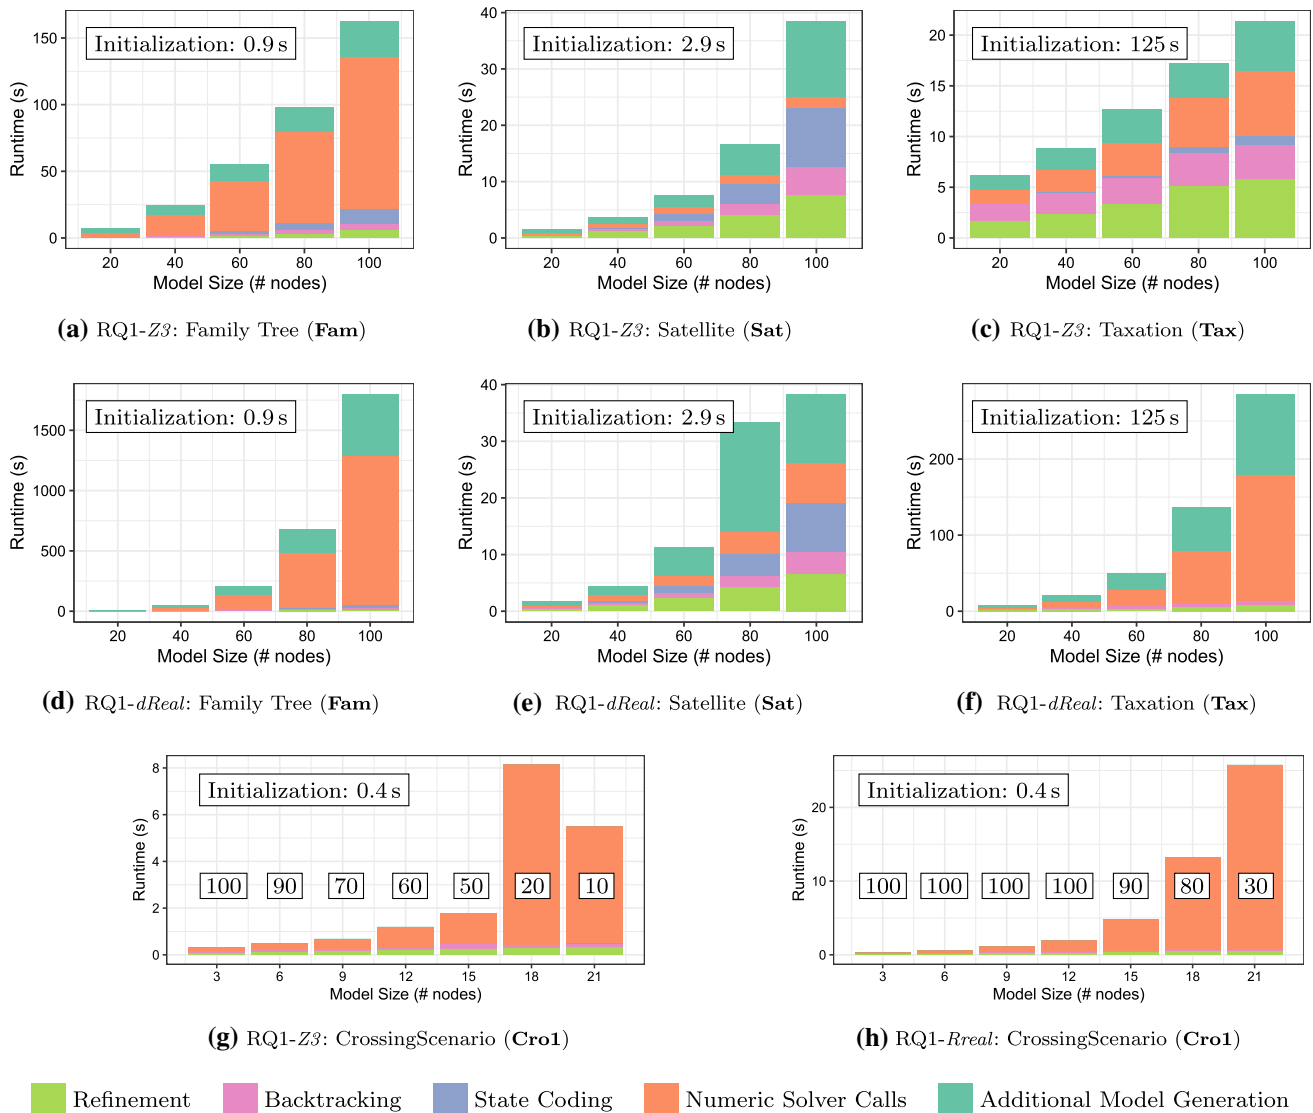 Initialization: 0.9 s
Runtime (s)
150
100
50
0
20 40 60 80 100
Model Size (# nodes)
(a) RQ1-Z3: Family Tree (Fam)
Initialization: 2.9 s
Runtime (s)
40
30
20
10
0
20 40 60 80 100
Model Size (# nodes)
(b) RQ1-Z3: Satellite (Sat)
Initialization: 125 s
Runtime (s)
20
15
10
5
0
20 40 60 80 100
Model Size (# nodes)
(c) RQ1-Z3: Taxation (Tax)
Initialization: 0.9 s
Runtime (s)
1500
1000
500
0
20 40 60 80 100
Model Size (# nodes)
(d) RQ1-dReal: Family Tree (Fam)
Initialization: 2.9 s
Runtime (s)
40
30
20
10
0
20 40 60 80 100
Model Size (# nodes)
(e) RQ1-dReal: Satellite (Sat)
Initialization: 125 s
Runtime (s)
200
100
0
20 40 60 80 100
Model Size (# nodes)
(f) RQ1-dReal: Taxation (Tax)
Initialization: 0.4 s
Runtime (s)
8
6
4
2
0
100 90 70 60 50 20 10
3 6 9 12 15 18 21
Model Size (# nodes)
(g) RQ1-Z3: CrossingScenario (Cro1)
Initialization: 0.4 s
Runtime (s)
20
10
0
100 100 100 100 90 80 30
3 6 9 12 15 18 21
Model Size (# nodes)
(h) RQ1-Rreal: CrossingScenario (Cro1)
Refinement Backtracking State Coding Numeric Solver Calls Additional Model Generation